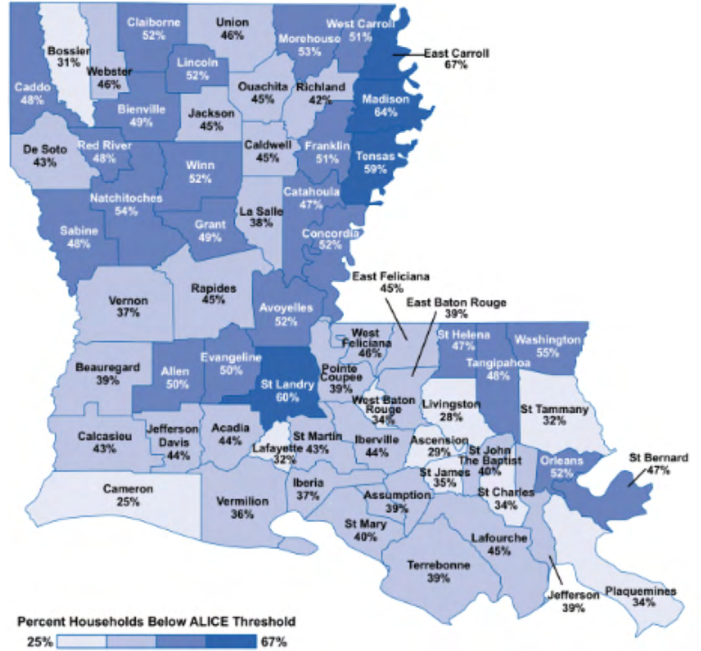 Claiborne
52%
Union
46%
West Carroll
51%
Morehouse
53%
East Carroll
67%
Bossier
31%
Webster
46%
Lincoln
52%
Caddo
48%
Ouachita
45%
Richland
42%
Madison
64%
Bienville
49%
Jackson
45%
De Soto
43%
Red River
48%
Caldwell
45%
Franklin
51%
Tensas
59%
Winn
52%
Natchitoches
54%
Catahoula
47%
La Salle
38%
Sabine
48%
Grant
49%
Concordia
52%
East Feliciana
45%
Vernon
37%
Rapides
45%
East Baton Rouge
39%
Avoyelles
52%
West
Feliciana
46%
St Helena
47%
Washington
55%
Tangipahoa
48%
Beauregard
39%
Allen
50%
Evangeline
50%
St Landry
60%
Pointe
Coupee
39%
West Baton
Rouge
34%
Livingston
28%
St Tammany
32%
Calcasieu
43%
Jefferson
Davis
44%
Acadia
44%
Lafayette
32%
St Martin
43%
Iberville
44%
Ascension
29%
St John
The Baptist
40%
Orleans
52%
St Bernard
47%
St James
35%
Cameron
25%
Vermilion
36%
Iberia
37%
Assumption
39%
St Charles
34%
St Mary
40%
Lafourche
45%
Terrebonne
39%
Jefferson
39%
Plaquemines
34%
Percent Households Below ALICE Threshold
25% 67%